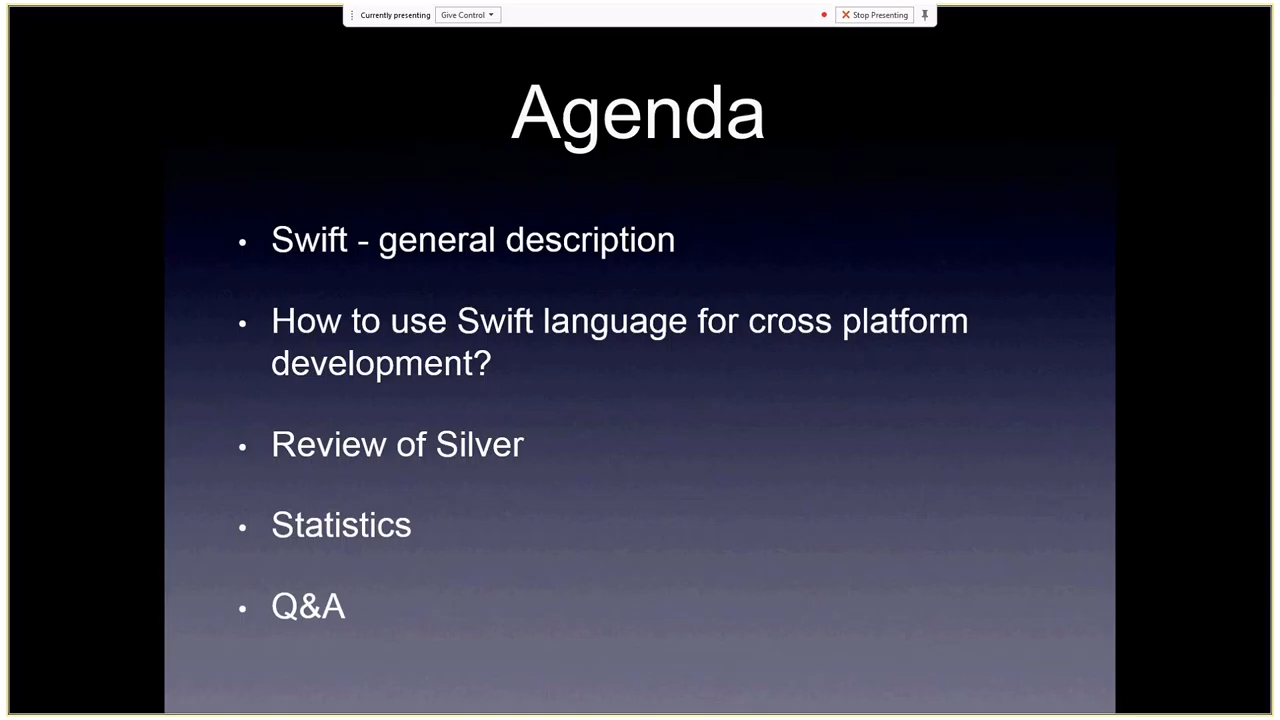 Currently presenting Give Control Stop Presenting
Agenda
• Swift - general description
• How to use Swift language for cross platform
development?
• Review of Silver
• Statistics
• Q&A